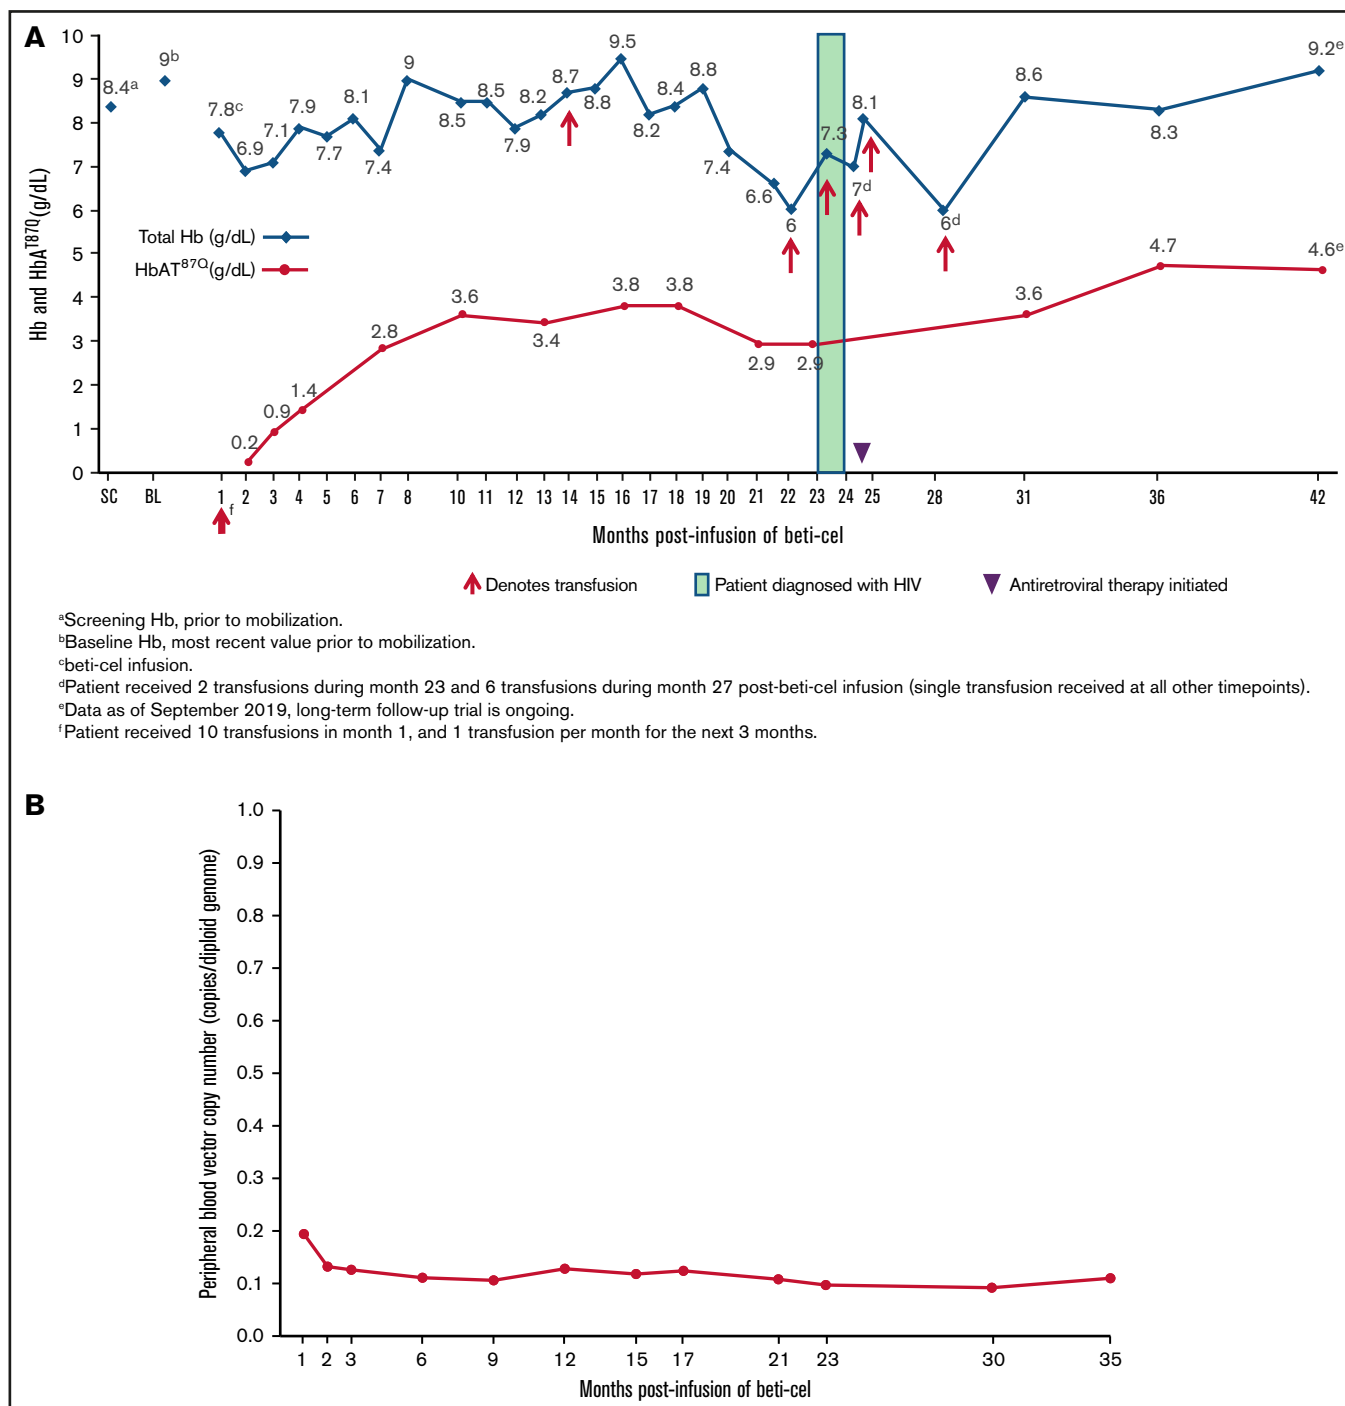 A
10
9
8
7
6
5
4
3
2
1
0
Hb and HbA^T87Q (g/dL)
8.4^a
9^b
7.8^c
6.9
7.1
7.9
7.7
8.1
7.4
9
8.5
8.5
7.9
8.2
8.7
8.8
9.5
8.2
8.4
8.8
7.4
6.6
6
7.3
7^d
8.1
6^d
8.6
8.3
9.2^e
Total Hb (g/dL)
HbAT^87Q(g/dL)
0.2
0.9
1.4
2.8
3.6
3.4
3.8
3.8
2.9
2.9
3.6
4.7
4.6^e
SC BL 1 2 3 4 5 6 7 8 10 11 12 13 14 15 16 17 18 19 20 21 22 23 24 25 28 31 36 42
f
Months post-infusion of beti-cel
Denotes transfusion Patient diagnosed with HIV Antiretroviral therapy initiated
^aScreening Hb, prior to mobilization.
^bBaseline Hb, most recent value prior to mobilization.
^cbeti-cel infusion.
^dPatient received 2 transfusions during month 23 and 6 transfusions during month 27 post-beti-cel infusion (single transfusion received at all other timepoints).
^eData as of September 2019, long-term follow-up trial is ongoing.
^fPatient received 10 transfusions in month 1, and 1 transfusion per month for the next 3 months.
B
1.0
0.9
0.8
0.7
0.6
0.5
0.4
0.3
0.2
0.1
0.0
Peripheral blood vector copy number (copies/diploid genome)
1 2 3 6 9 12 15 17 21 23 30 35
Months post-infusion of beti-cel